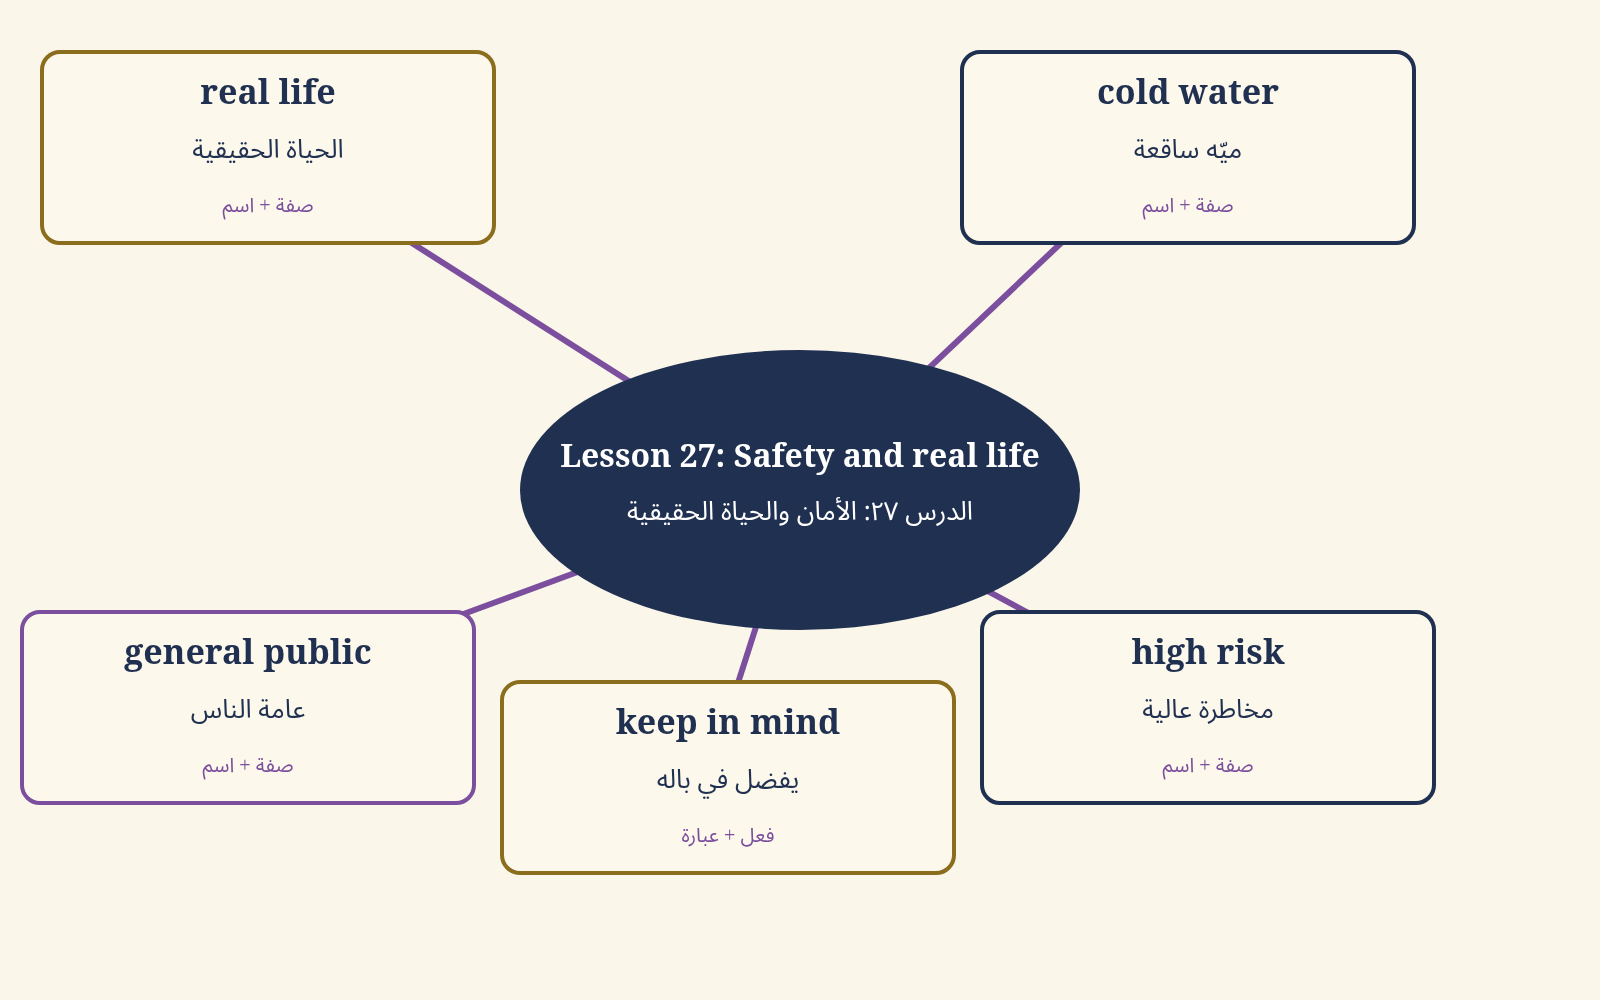 real life
الحياة الحقيقية
صفة + اسم
cold water
ميّه ساقعة
صفة + اسم
Lesson 27: Safety and real life
الدرس ٢٧: الأمان والحياة الحقيقية
general public
عامة الناس
صفة + اسم
keep in mind
يفضل في باله
فعل + عبارة
high risk
مخاطرة عالية
صفة + اسم